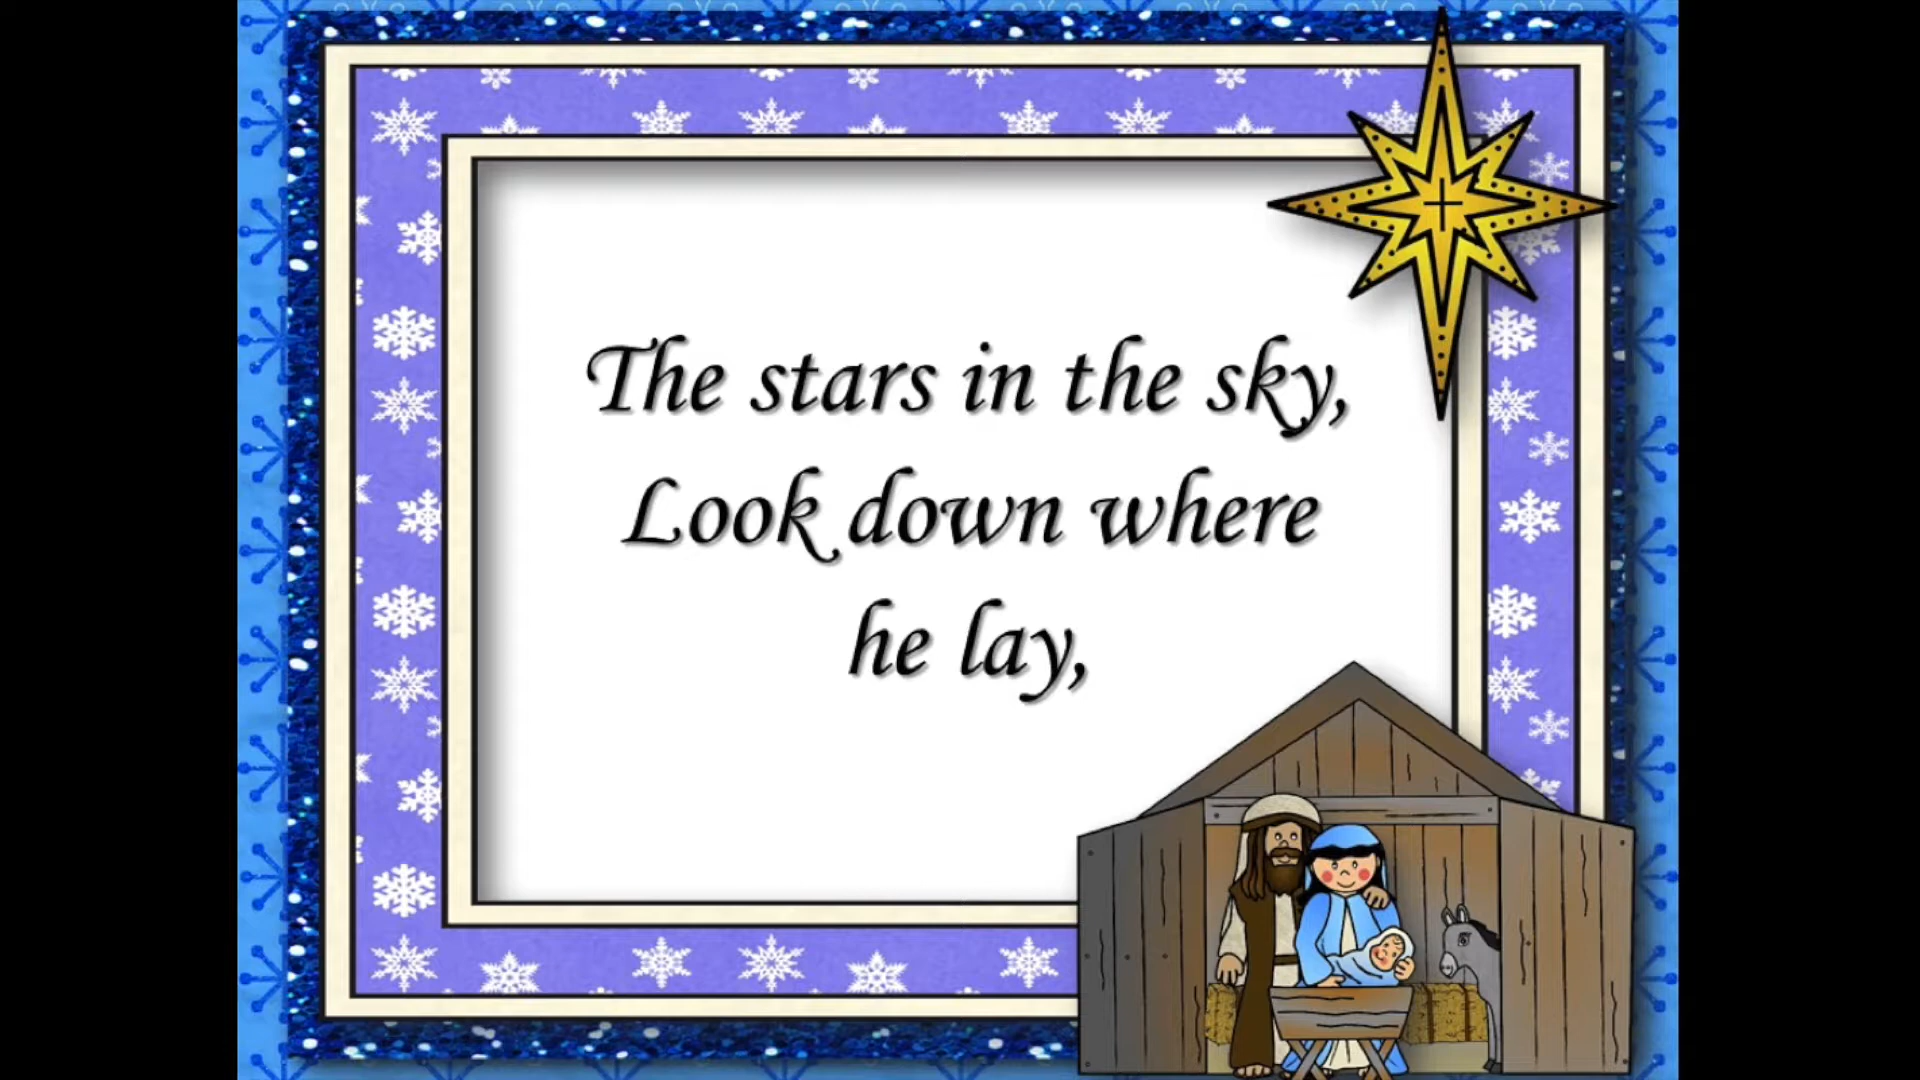 The stars in the sky,
Look down where
he lay,